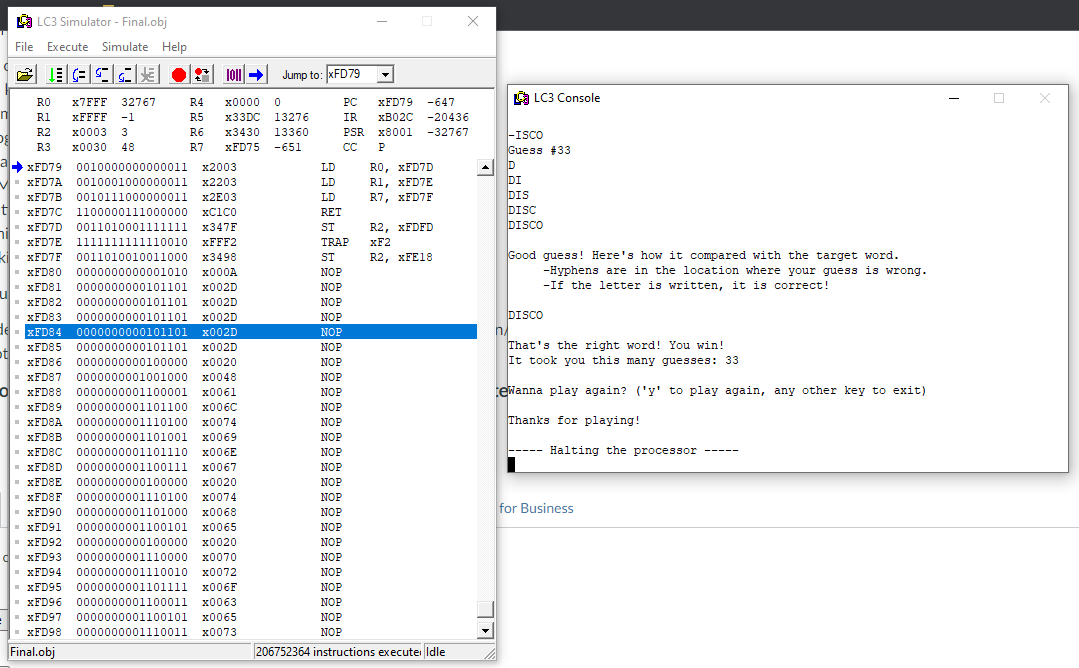 LC3 Simulator - Final.obj
File Execute Simulate Help
Jump to: xFD79
R0 x7FFF 32767 R4 x0000 0 PC xFD79 -647
R1 xFFFF -1 R5 x33DC 13276 IR xB02C -20436
R2 x0003 3 R6 x3430 13360 PSR x8001 -32767
R3 x0030 48 R7 xFD75 -651 CC P
xFD79 0010000000000011 x2003 LD R0, xFD7D
xFD7A 0010001000000011 x2203 LD R1, xFD7E
xFD7B 0010111000000011 x2E03 LD R7, xFD7F
xFD7C 1100000111000000 xC1C0 RET
xFD7D 0011010001111111 x347F ST R2, xFDFD
xFD7E 1111111111110010 xFFF2 TRAP xF2
xFD7F 0011010010011000 x3498 ST R2, xFE18
xFD80 0000000000001010 x000A NOP
xFD81 0000000000101101 x002D NOP
xFD82 0000000000101101 x002D NOP
xFD83 0000000000101101 x002D NOP
xFD84 0000000000101101 x002D NOP
xFD85 0000000000101101 x002D NOP
xFD86 0000000000100000 x0020 NOP
xFD87 0000000001001000 x0048 NOP
xFD88 0000000001100001 x0061 NOP
xFD89 0000000001101100 x006C NOP
xFD8A 0000000001110100 x0074 NOP
xFD8B 0000000001101001 x0069 NOP
xFD8C 0000000001101110 x006E NOP
xFD8D 0000000001100111 x0067 NOP
xFD8E 0000000000100000 x0020 NOP
xFD8F 0000000001110100 x0074 NOP
xFD90 0000000001101000 x0068 NOP
xFD91 0000000001100101 x0065 NOP
xFD92 0000000000100000 x0020 NOP
xFD93 0000000001110000 x0070 NOP
xFD94 0000000001110010 x0072 NOP
xFD95 0000000001101111 x006F NOP
xFD96 0000000001100011 x0063 NOP
xFD97 0000000001100101 x0065 NOP
xFD98 0000000001110011 x0073 NOP
Final.obj 206752364 instructions execute Idle
LC3 Console
-ISCO
Guess #33
D
DI
DIS
DISC
DISCO
Good guess! Here's how it compared with the target word.
-Hyphens are in the location where your guess is wrong.
-If the letter is written, it is correct!
DISCO
That's the right word! You win!
It took you this many guesses: 33
Wanna play again? ('y' to play again, any other key to exit)
Thanks for playing!
----- Halting the processor -----
for Business